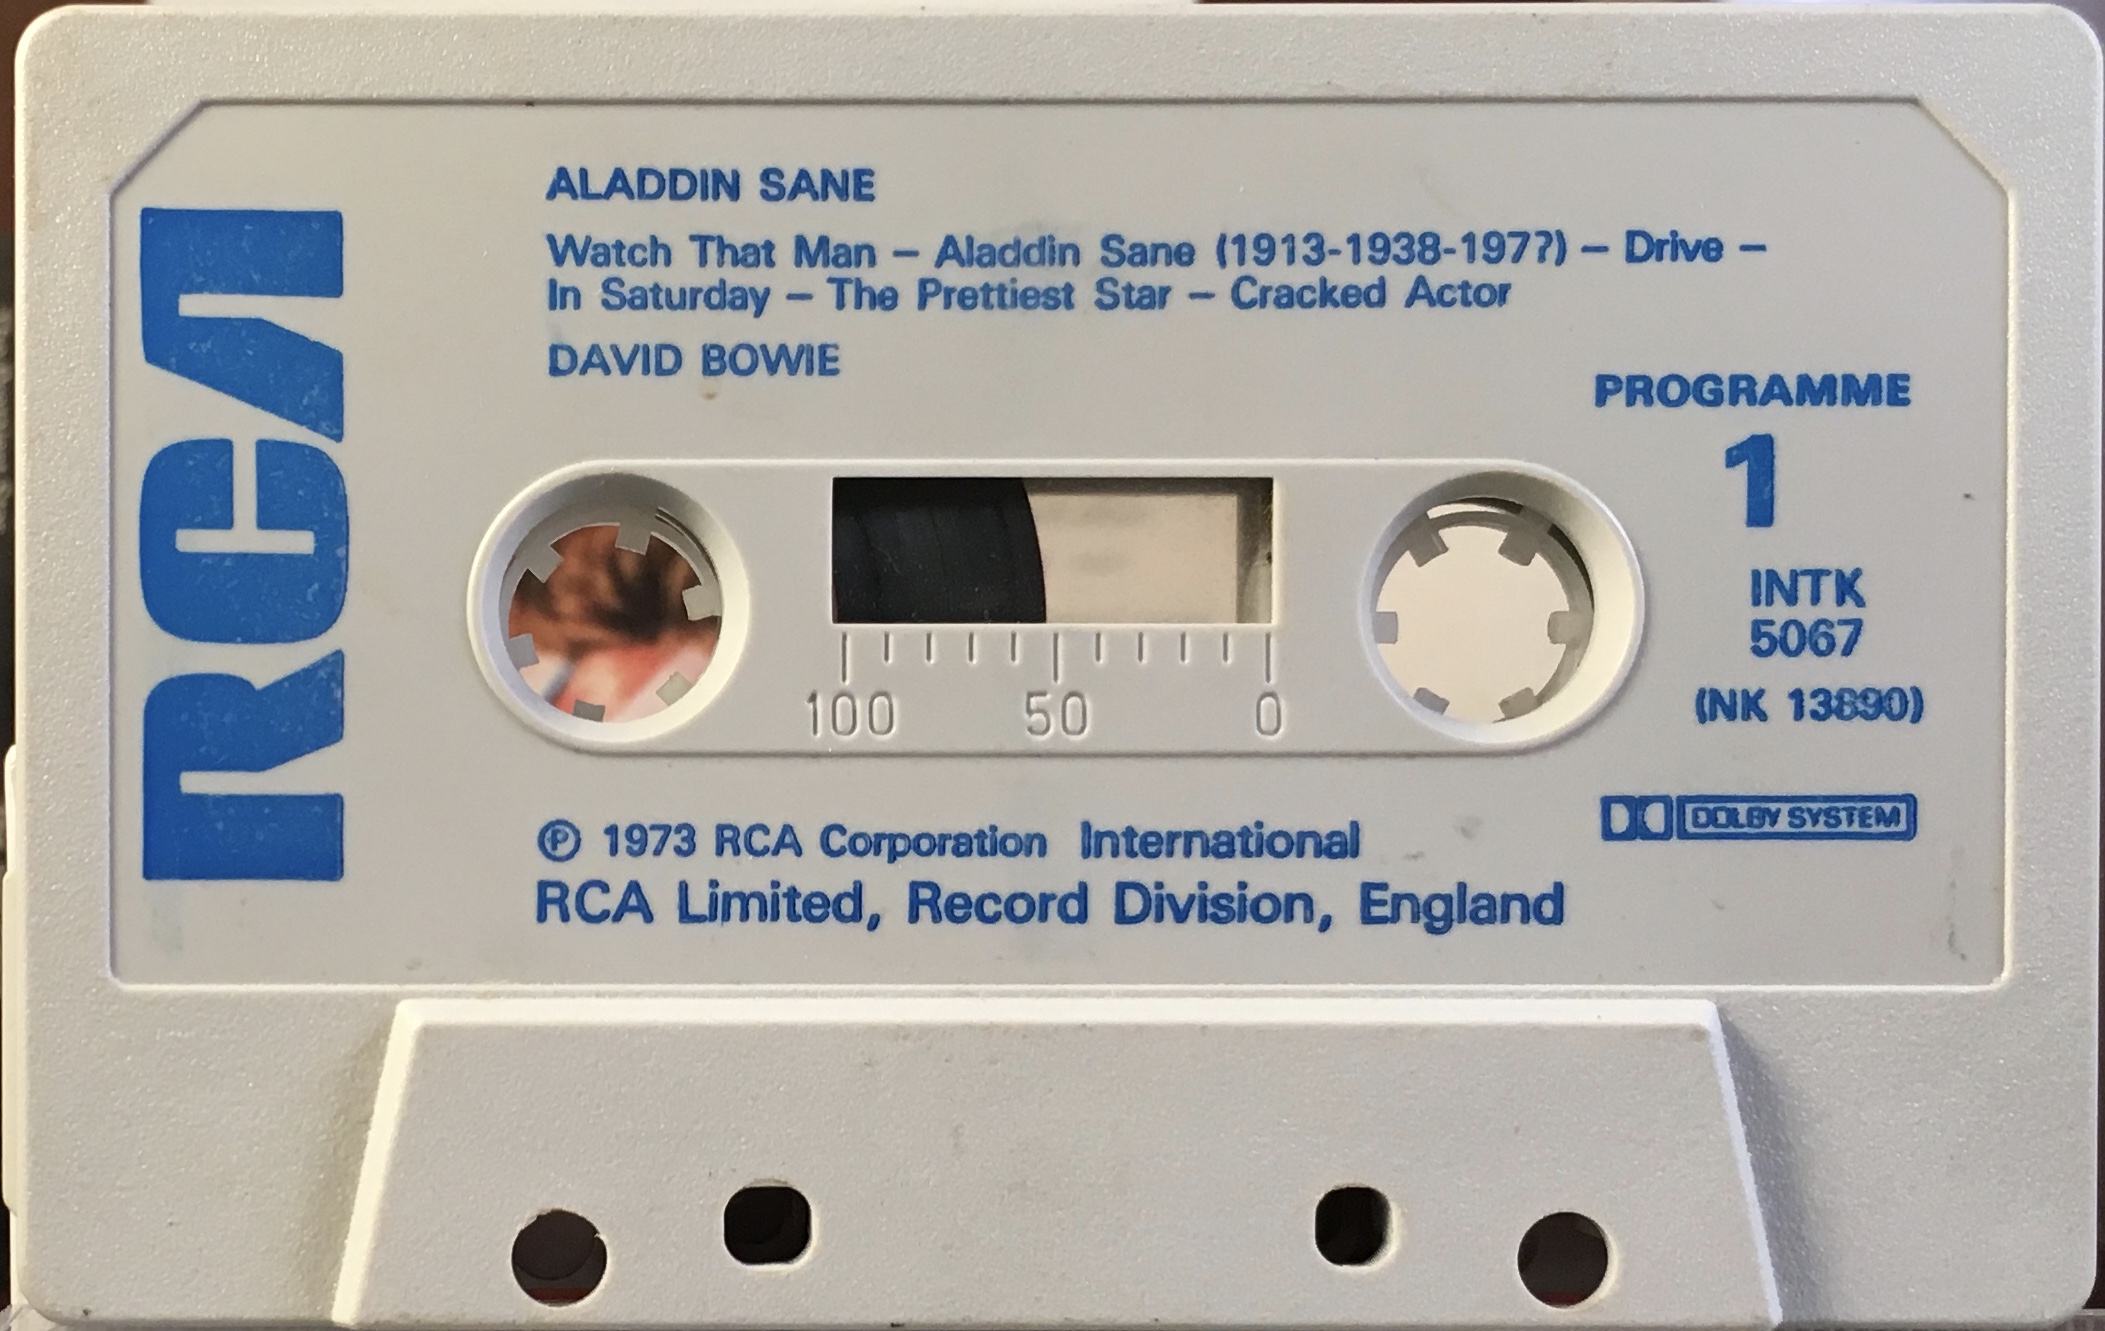 RCA
ALADDIN SANE
Watch That Man – Aladdin Sane (1913-1938-197?) – Drive –
In Saturday – The Prettiest Star – Cracked Actor
DAVID BOWIE
PROGRAMME
1
INTK
5067
(NK 13890)
100 50 0
DOLBY SYSTEM
Ⓟ 1973 RCA Corporation International
RCA Limited, Record Division, England